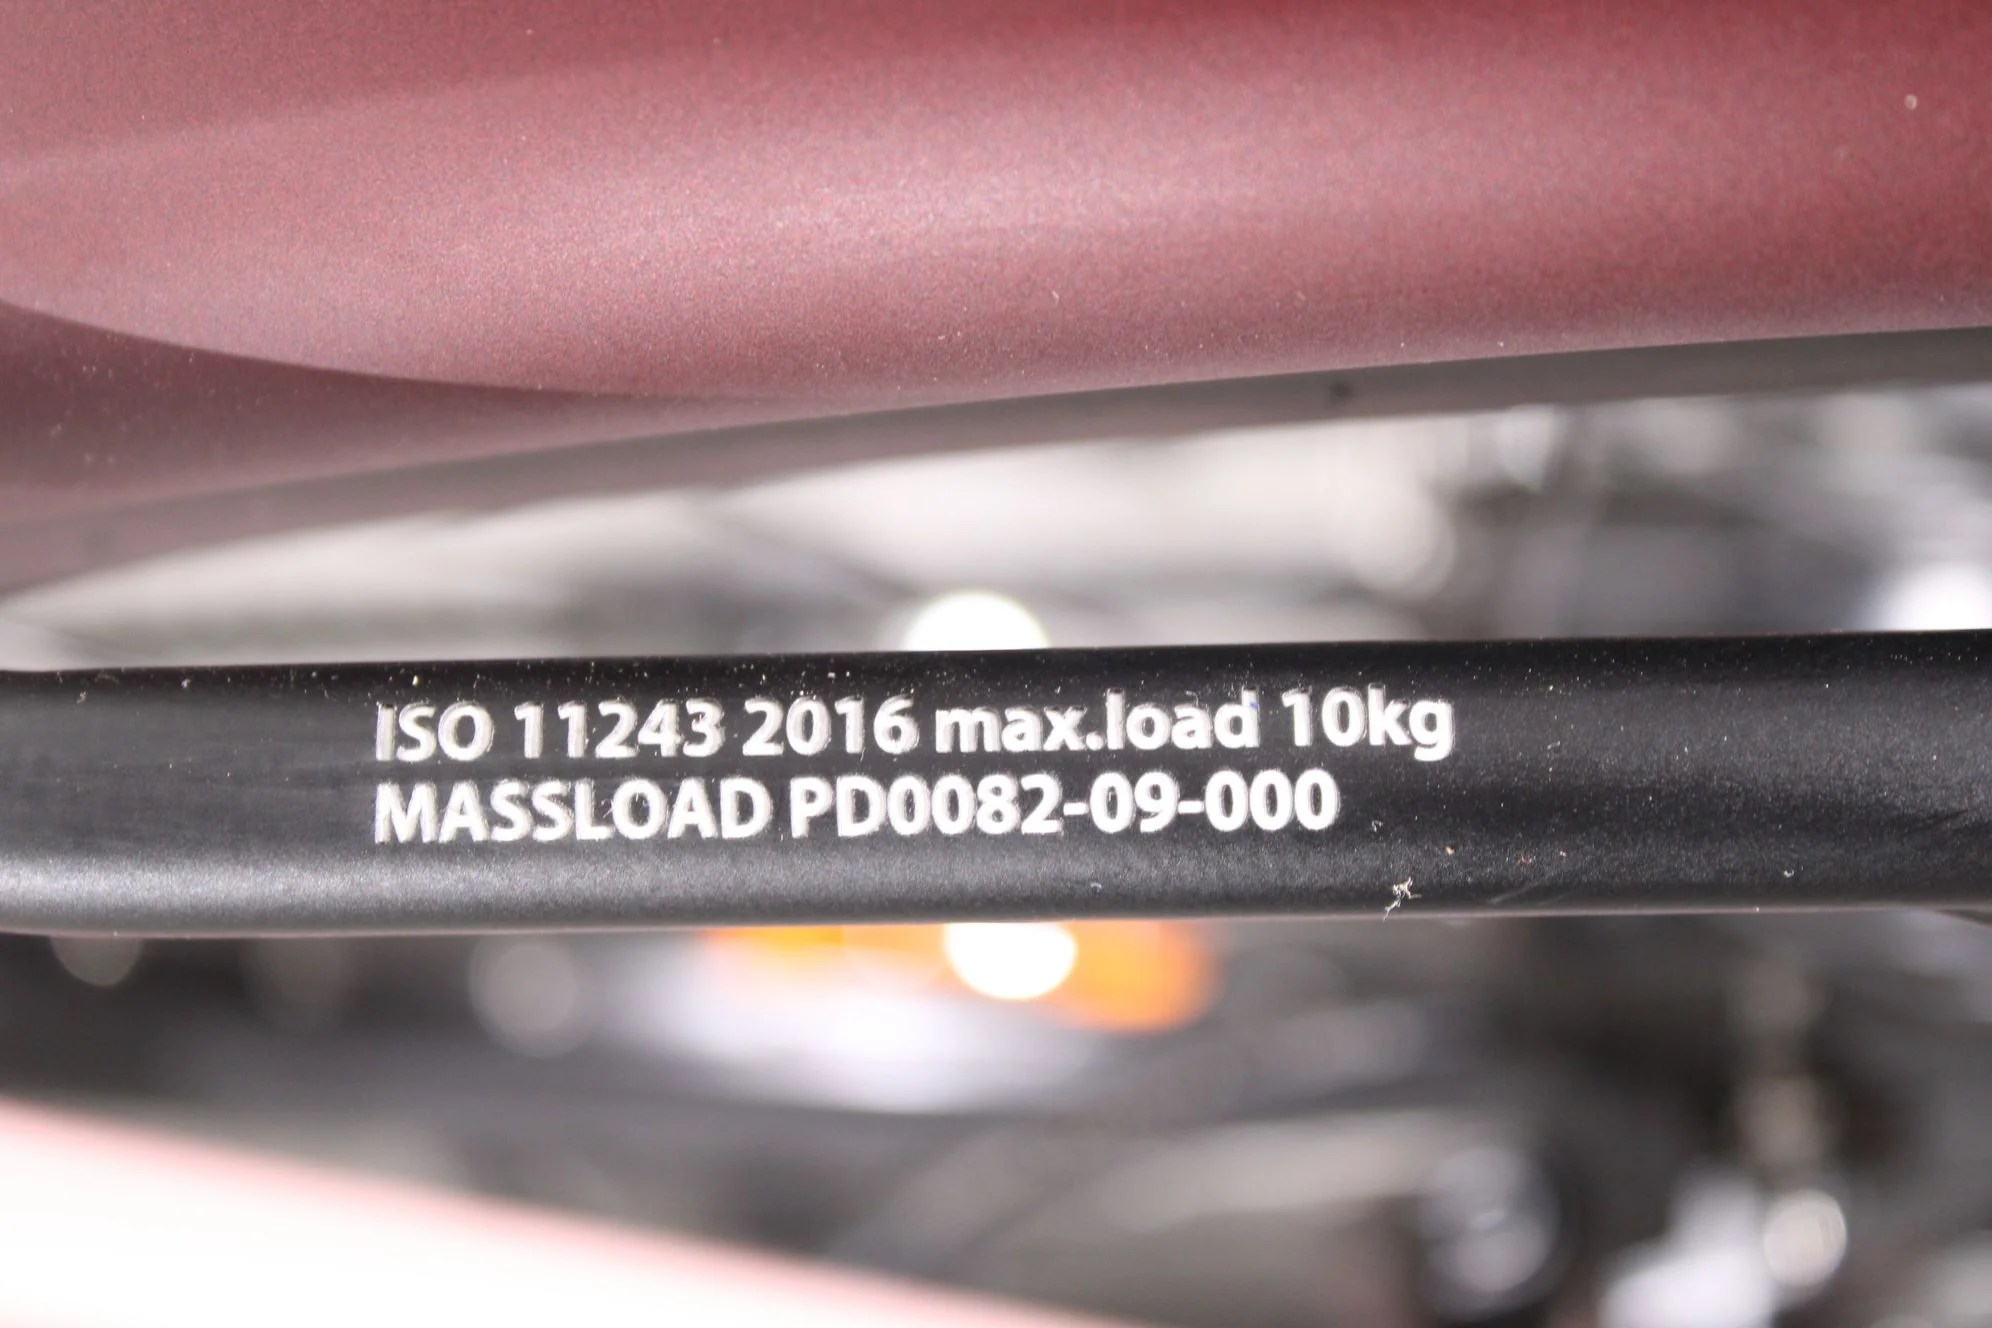 ISO 11243 2016 max.load 10kg
MASSLOAD PD0082-09-000